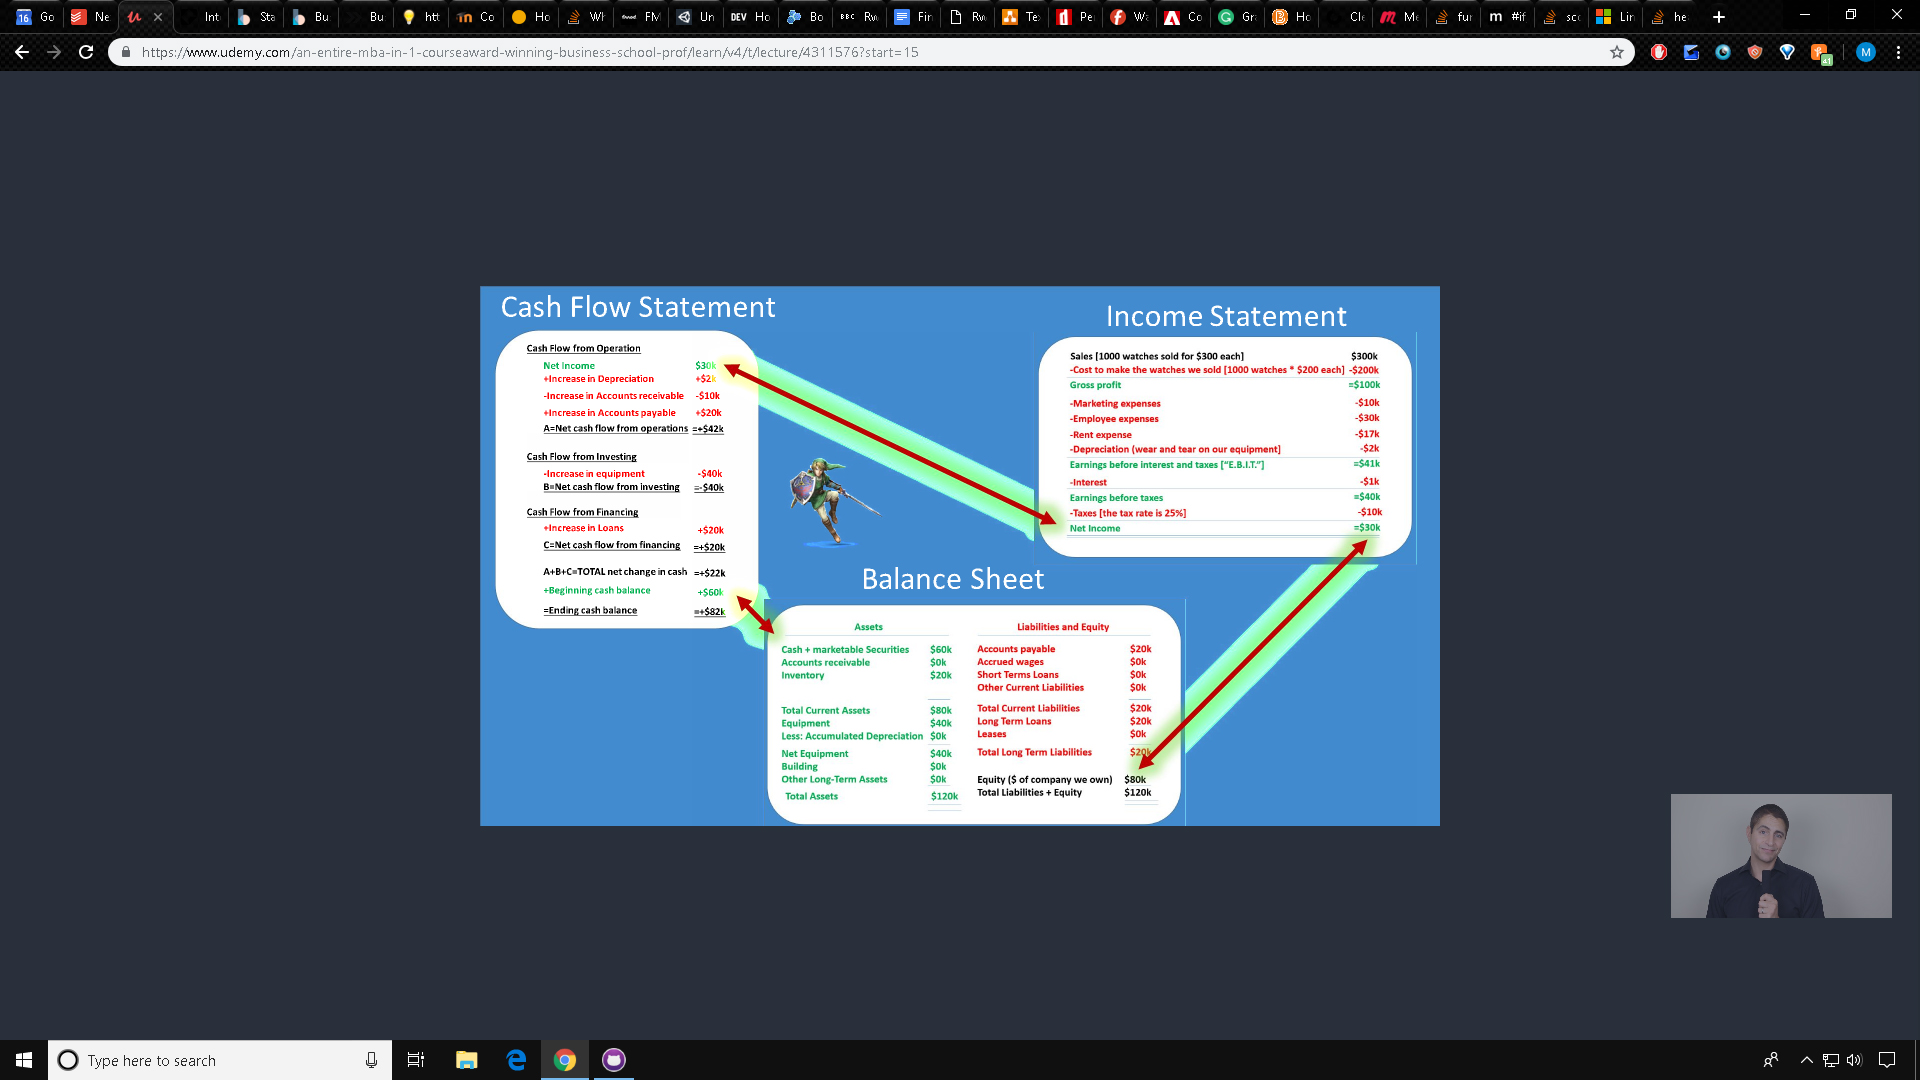 16 Go
Ne
Int
Sta
Bu
Bu
htt
Co
Ho
Wh
FM
Un
DEV Ho
Bo
BBC Rw
Fin
Rw
Te
Pe
Wa
Co
Gr
Ho
Cle
Me
fur
m #if
sco
Lin
he
https://www.udemy.com/an-entire-mba-in-1-courseaward-winning-business-school-prof/learn/v4/t/lecture/4311576?start=15
41
M
Cash Flow Statement
Cash Flow from Operation
Net Income $30k
+Increase in Depreciation +$2k
-Increase in Accounts receivable -$10k
+Increase in Accounts payable +$20k
A=Net cash flow from operations =+$42k
Cash Flow from Investing
-Increase in equipment -$40k
B=Net cash flow from investing =-$40k
Cash Flow from Financing
+Increase in Loans +$20k
C=Net cash flow from financing =+$20k
A+B+C=TOTAL net change in cash =+$22k
+Beginning cash balance +$60k
=Ending cash balance =+$82k
Income Statement
Sales [1000 watches sold for $300 each] $300k
-Cost to make the watches we sold [1000 watches * $200 each] -$200k
Gross profit =$100k
-Marketing expenses -$10k
-Employee expenses -$30k
-Rent expense -$17k
-Depreciation (wear and tear on our equipment] -$2k
Earnings before interest and taxes ["E.B.I.T."] =$41k
-Interest -$1k
Earnings before taxes =$40k
-Taxes [the tax rate is 25%] -$10k
Net Income =$30k
Balance Sheet
Assets
Cash + marketable Securities $60k
Accounts receivable $0k
Inventory $20k
Total Current Assets $80k
Equipment $40k
Less: Accumulated Depreciation $0k
Net Equipment $40k
Building $0k
Other Long-Term Assets $0k
Total Assets $120k
Liabilities and Equity
Accounts payable $20k
Accrued wages $0k
Short Terms Loans $0k
Other Current Liabilities $0k
Total Current Liabilities $20k
Long Term Loans $20k
Leases $0k
Total Long Term Liabilities $20k
Equity ($ of company we own) $80k
Total Liabilities + Equity $120k
Type here to search